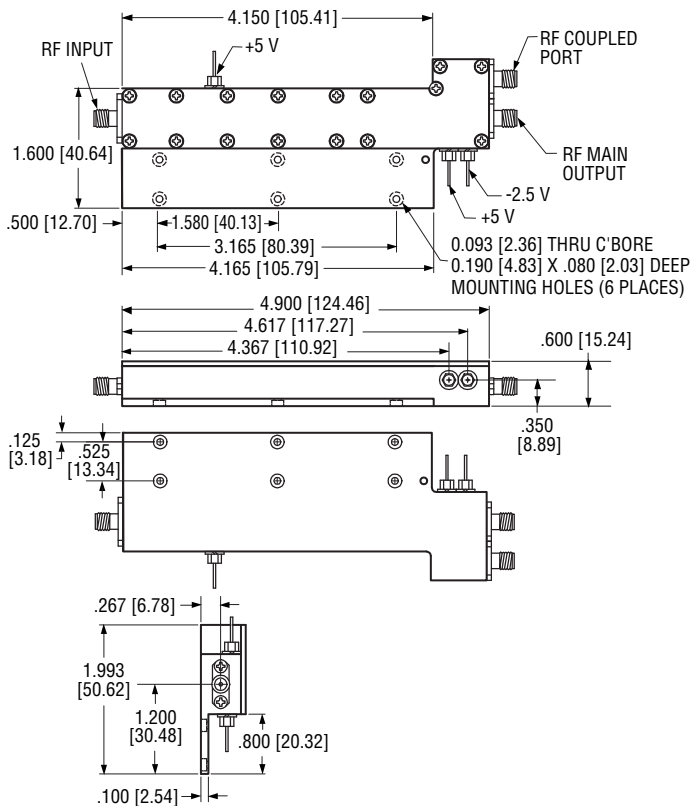 4.150 [105.41]
RF INPUT
+5 V
RF COUPLED
PORT
1.600 [40.64]
RF MAIN
OUTPUT
-2.5 V
+5 V
.500 [12.70]
1.580 [40.13]
3.165 [80.39]
4.165 [105.79]
0.093 [2.36] THRU C'BORE
0.190 [4.83] X .080 [2.03] DEEP
MOUNTING HOLES (6 PLACES)
4.900 [124.46]
4.617 [117.27]
4.367 [110.92]
.600 [15.24]
.350
[8.89]
.125
[3.18]
.525
[13.34]
.267 [6.78]
1.993
[50.62]
1.200
[30.48]
.800 [20.32]
.100 [2.54]